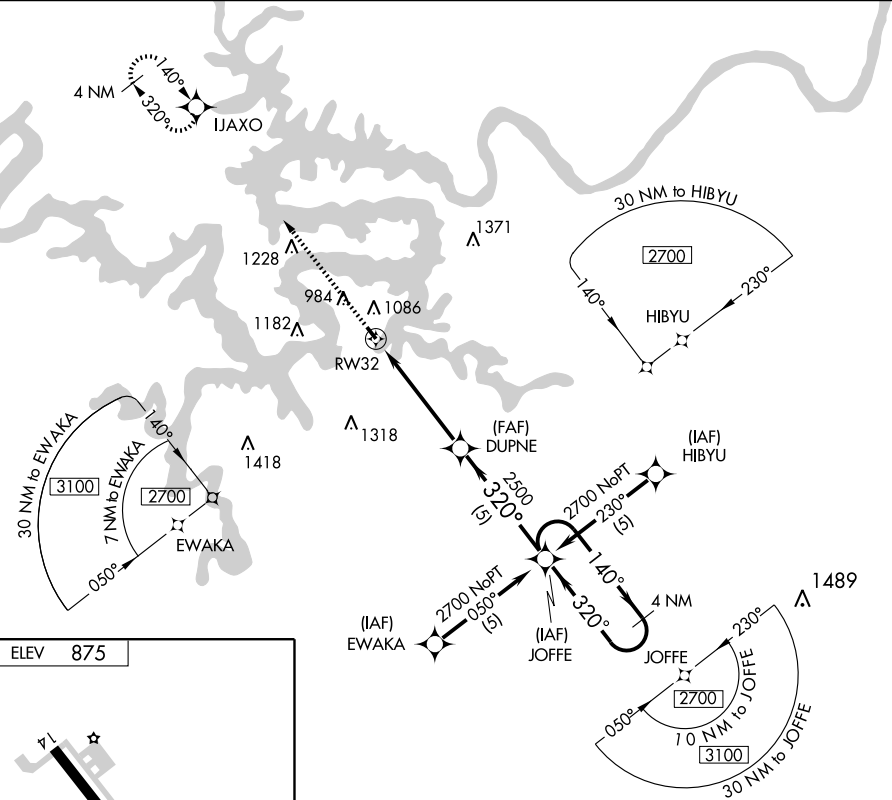 4 NM
140°
320°
IJAXO
30 NM to HIBYU
2700
140°
230°
HIBYU
1371
1228
984
1086
1182
RW32
1318
1418
30 NM to EWAKA
3100
7 NM to EWAKA
2700
140°
050°
EWAKA
(FAF)
DUPNE
(IAF)
HIBYU
2500
320°
(5)
2700 NoPT
230°
(5)
2700 NoPT
050°
(5)
(IAF)
EWAKA
(IAF)
JOFFE
140°
320°
4 NM
1489
JOFFE
230°
050°
2700
10 NM to JOFFE
3100
30 NM to JOFFE
ELEV 875
14